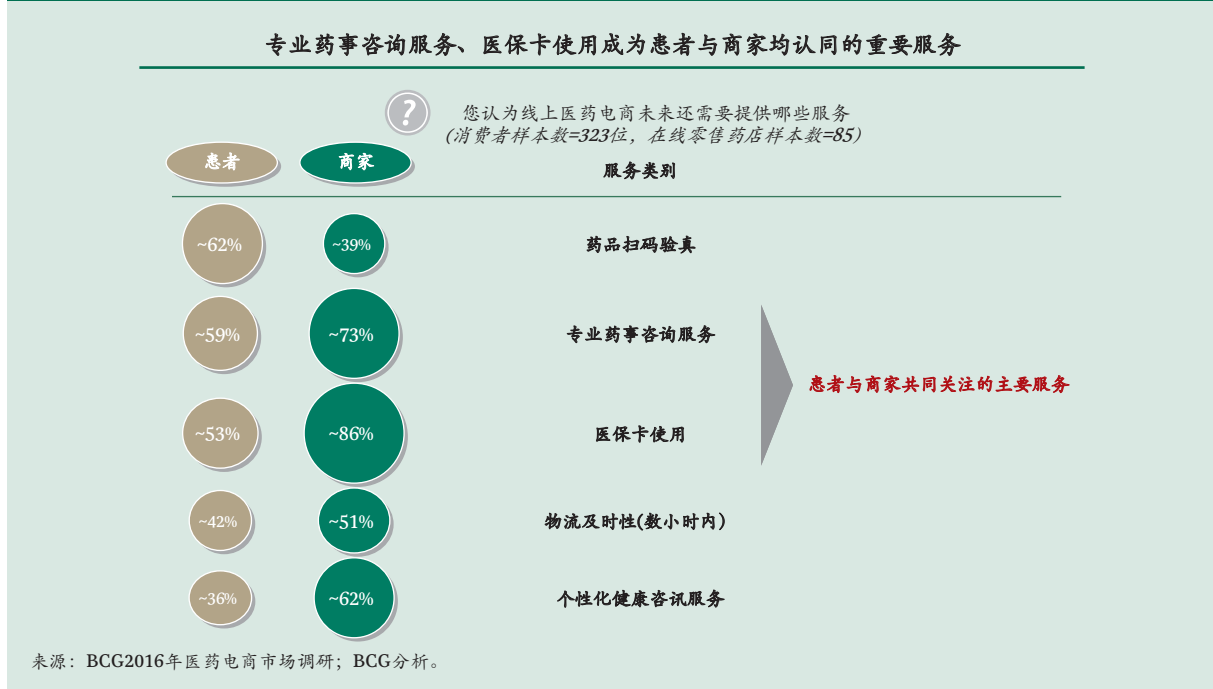 专业药事咨询服务、医保卡使用成为患者与商家均认同的重要服务
?
您认为线上医药电商未来还需要提供哪些服务
(消费者样本数=323位，在线零售药店样本数=85)
患者 商家 服务类别
~62% ~39% 药品扫码验真
~59% ~73% 专业药事咨询服务
患者与商家共同关注的主要服务
~53% ~86% 医保卡使用
~42% ~51% 物流及时性(数小时内)
~36% ~62% 个性化健康咨讯服务
来源：BCG2016年医药电商市场调研；BCG分析。